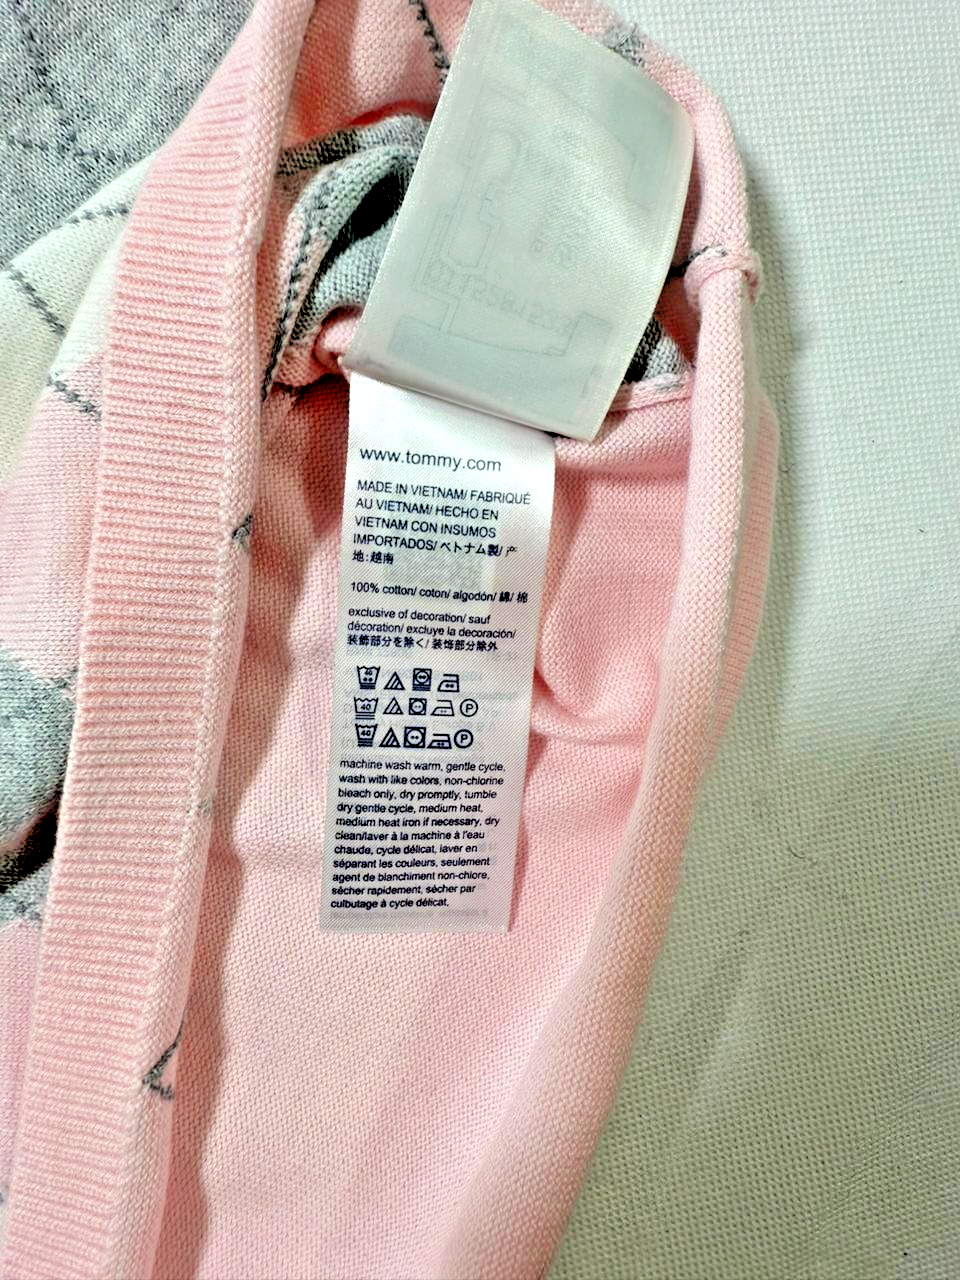 www.tommy.com
MADE IN VIETNAM/ FABRIQUÉ
AU VIETNAM/ HECHO EN
VIETNAM CON INSUMOS
IMPORTADOS/ ベトナム製/ 产
地:越南
100% cotton/ coton/ algodón/ 綿/ 棉
exclusive of decoration/ sauf
décoration/ excluye la decoración/
装飾部分を除く/ 装饰部分除外
40
40 P
40 P
machine wash warm, gentle cycle,
wash with like colors, non-chlorine
bleach only, dry promptly, tumble
dry gentle cycle, medium heat,
medium heat iron if necessary, dry
clean/laver à la machine à l'eau
chaude, cycle délicat, laver en
séparant les couleurs, seulement
agent de blanchiment non-chlore,
sécher rapidement, sécher par
culbutage à cycle délicat,